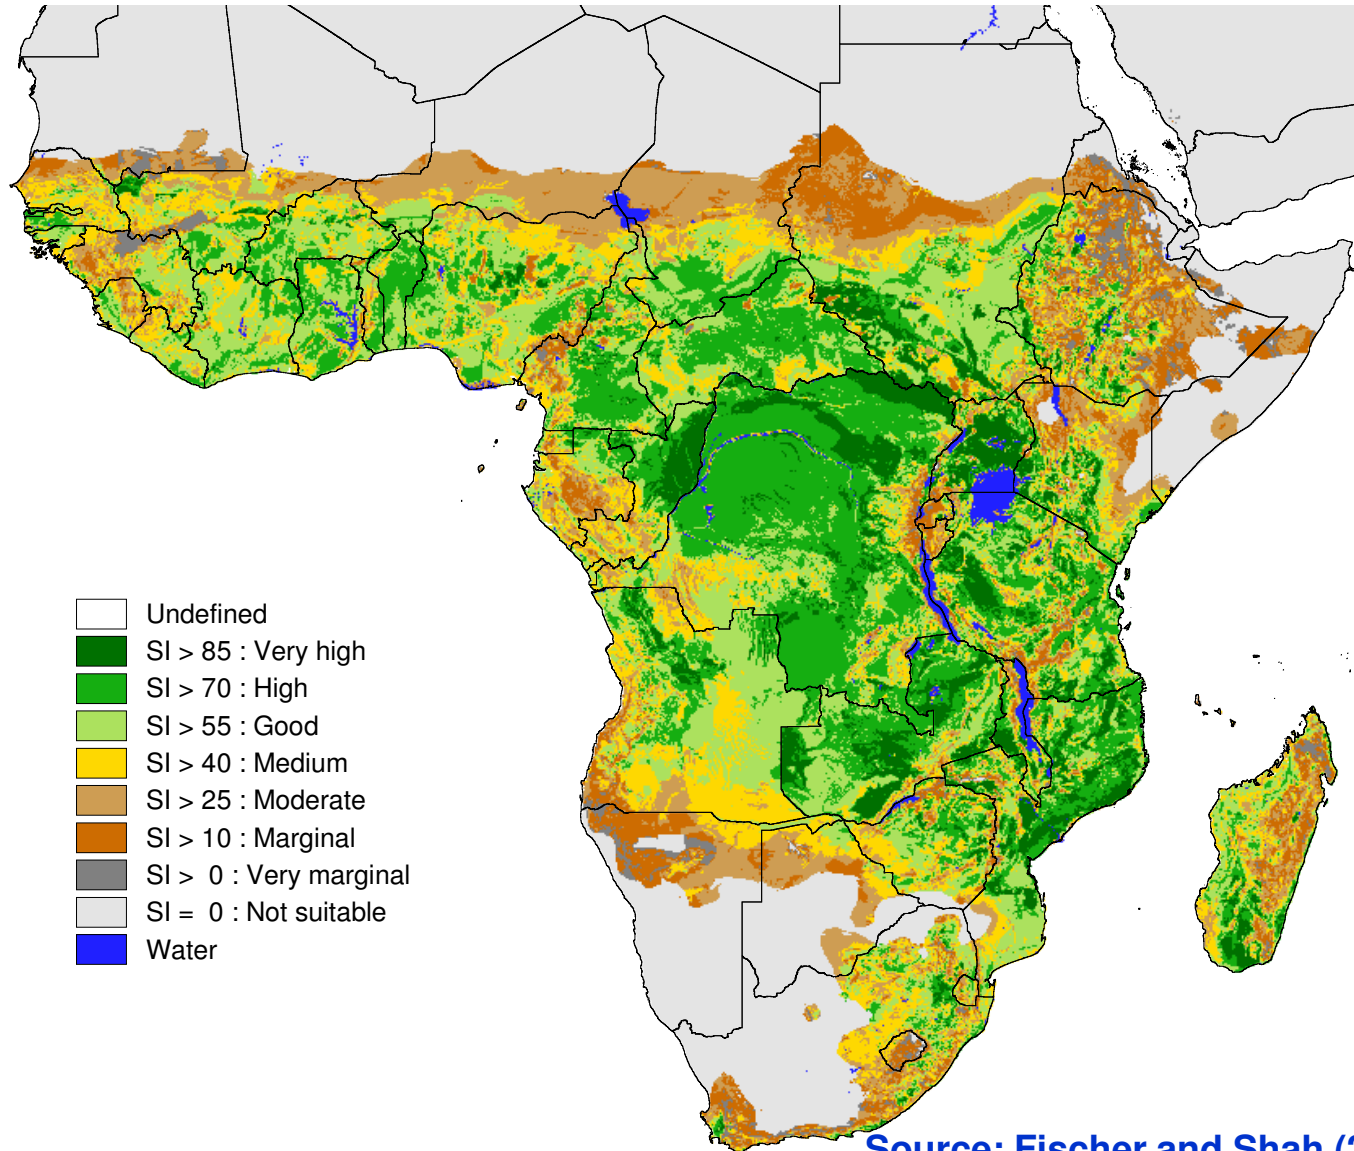 Undefined
SI > 85 : Very high
SI > 70 : High
SI > 55 : Good
SI > 40 : Medium
SI > 25 : Moderate
SI > 10 : Marginal
SI > 0 : Very marginal
SI = 0 : Not suitable
Water
Source: Fischer and Shah (